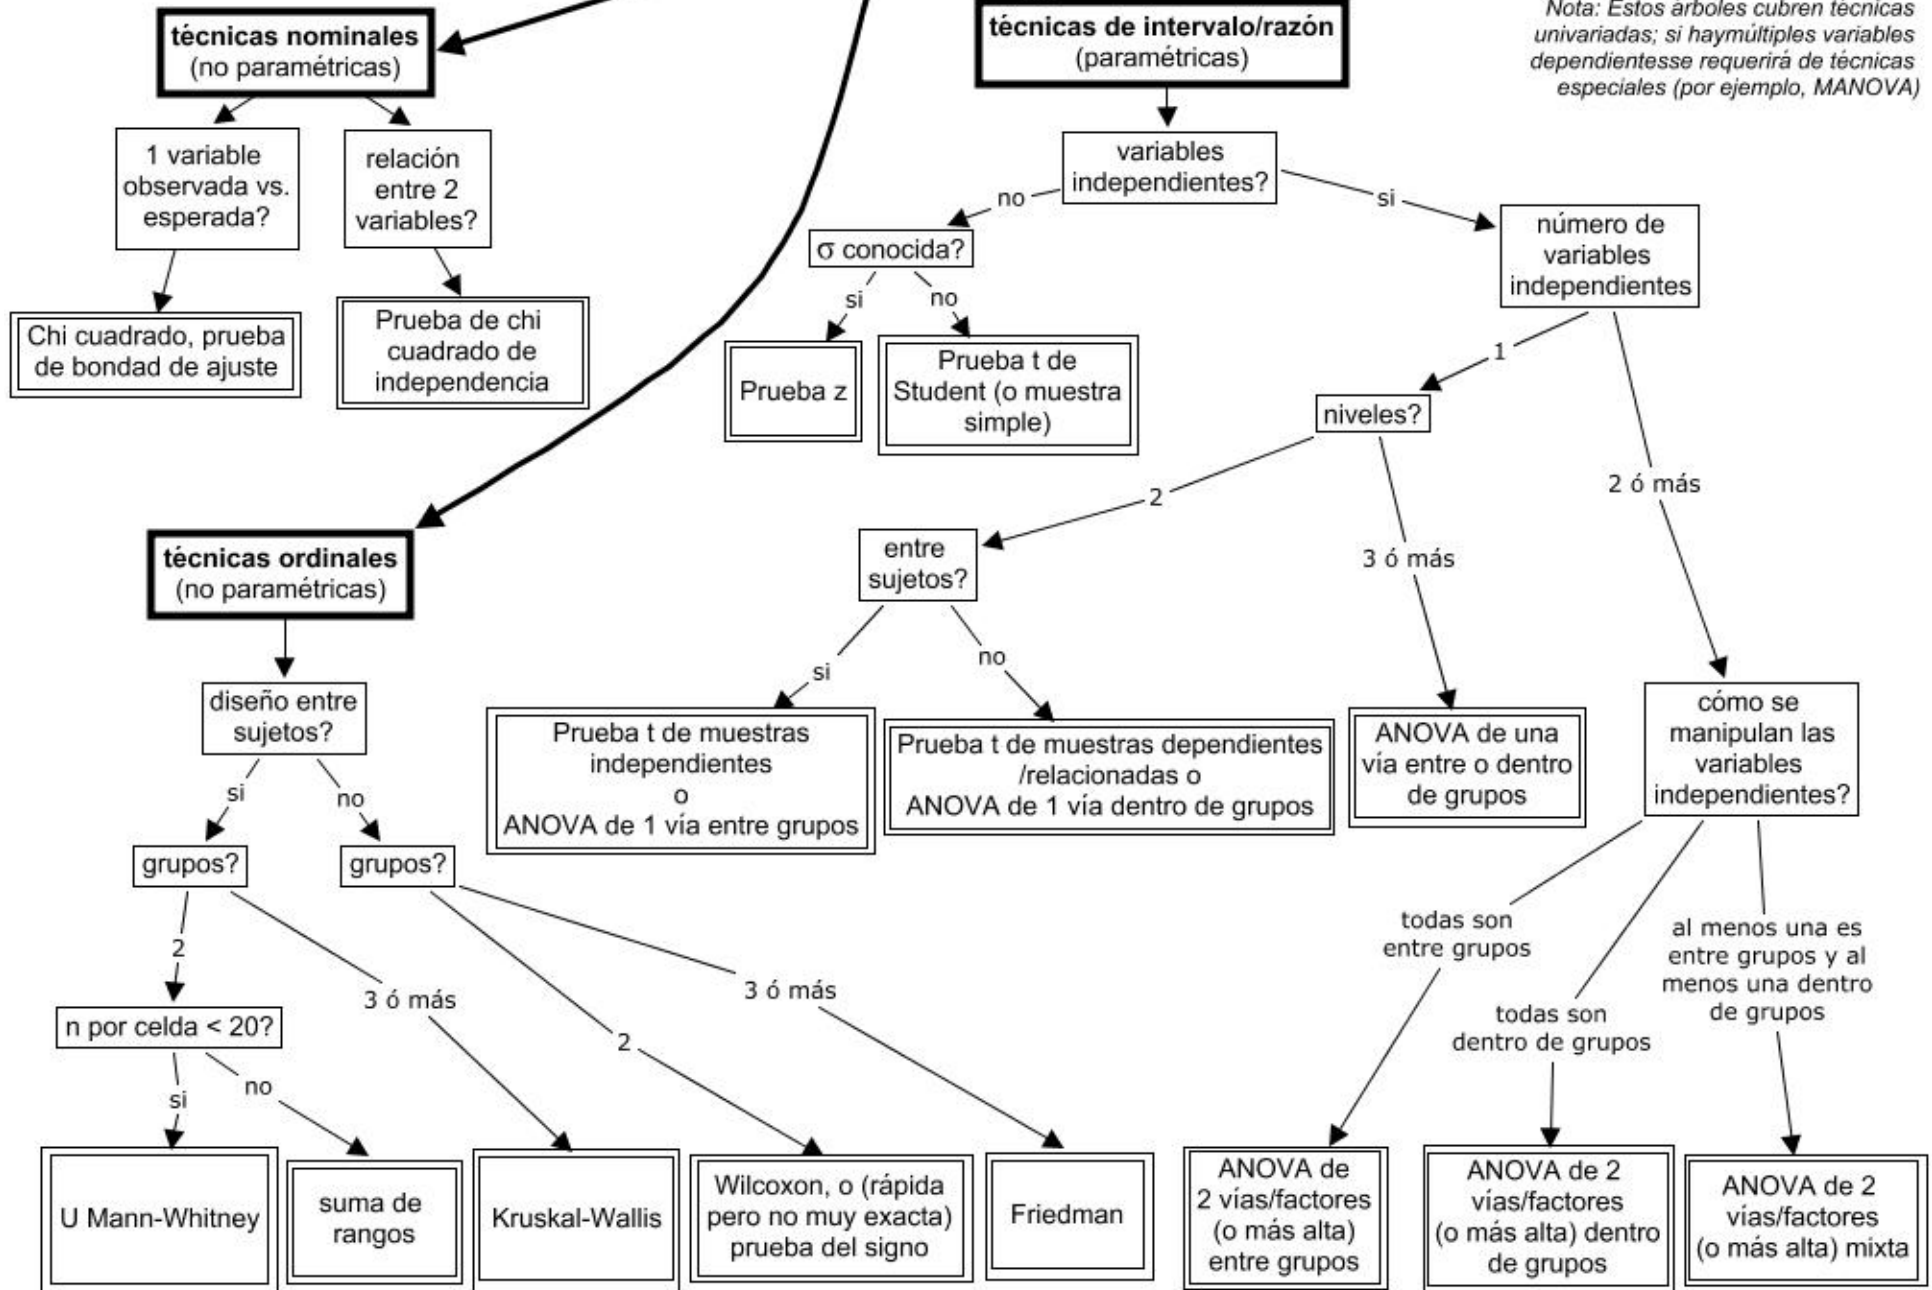 técnicas nominales
(no paramétricas)
técnicas de intervalo/razón
(paramétricas)
Nota: Estos árboles cubren técnicas
univariadas; si haymúltiples variables
dependientesse requerirá de técnicas
especiales (por ejemplo, MANOVA)
1 variable
observada vs.
esperada?
relación
entre 2
variables?
variables
independientes?
no
si
σ conocida?
número de
variables
independientes
si
no
Chi cuadrado, prueba
de bondad de ajuste
Prueba de chi
cuadrado de
independencia
Prueba z
Prueba t de
Student (o muestra
simple)
1
niveles?
2
2 ó más
3 ó más
técnicas ordinales
(no paramétricas)
entre
sujetos?
si
no
diseño entre
sujetos?
Prueba t de muestras
independientes
o
ANOVA de 1 vía entre grupos
Prueba t de muestras dependientes
/relacionadas o
ANOVA de 1 vía dentro de grupos
ANOVA de una
vía entre o dentro
de grupos
cómo se
manipulan las
variables
independientes?
si
no
grupos?
grupos?
2
3 ó más
2
3 ó más
todas son
entre grupos
todas son
dentro de grupos
al menos una es
entre grupos y al
menos una dentro
de grupos
n por celda < 20?
si
no
U Mann-Whitney
suma de
rangos
Kruskal-Wallis
Wilcoxon, o (rápida
pero no muy exacta)
prueba del signo
Friedman
ANOVA de
2 vías/factores
(o más alta)
entre grupos
ANOVA de 2
vías/factores
(o más alta) dentro
de grupos
ANOVA de 2
vías/factores
(o más alta) mixta